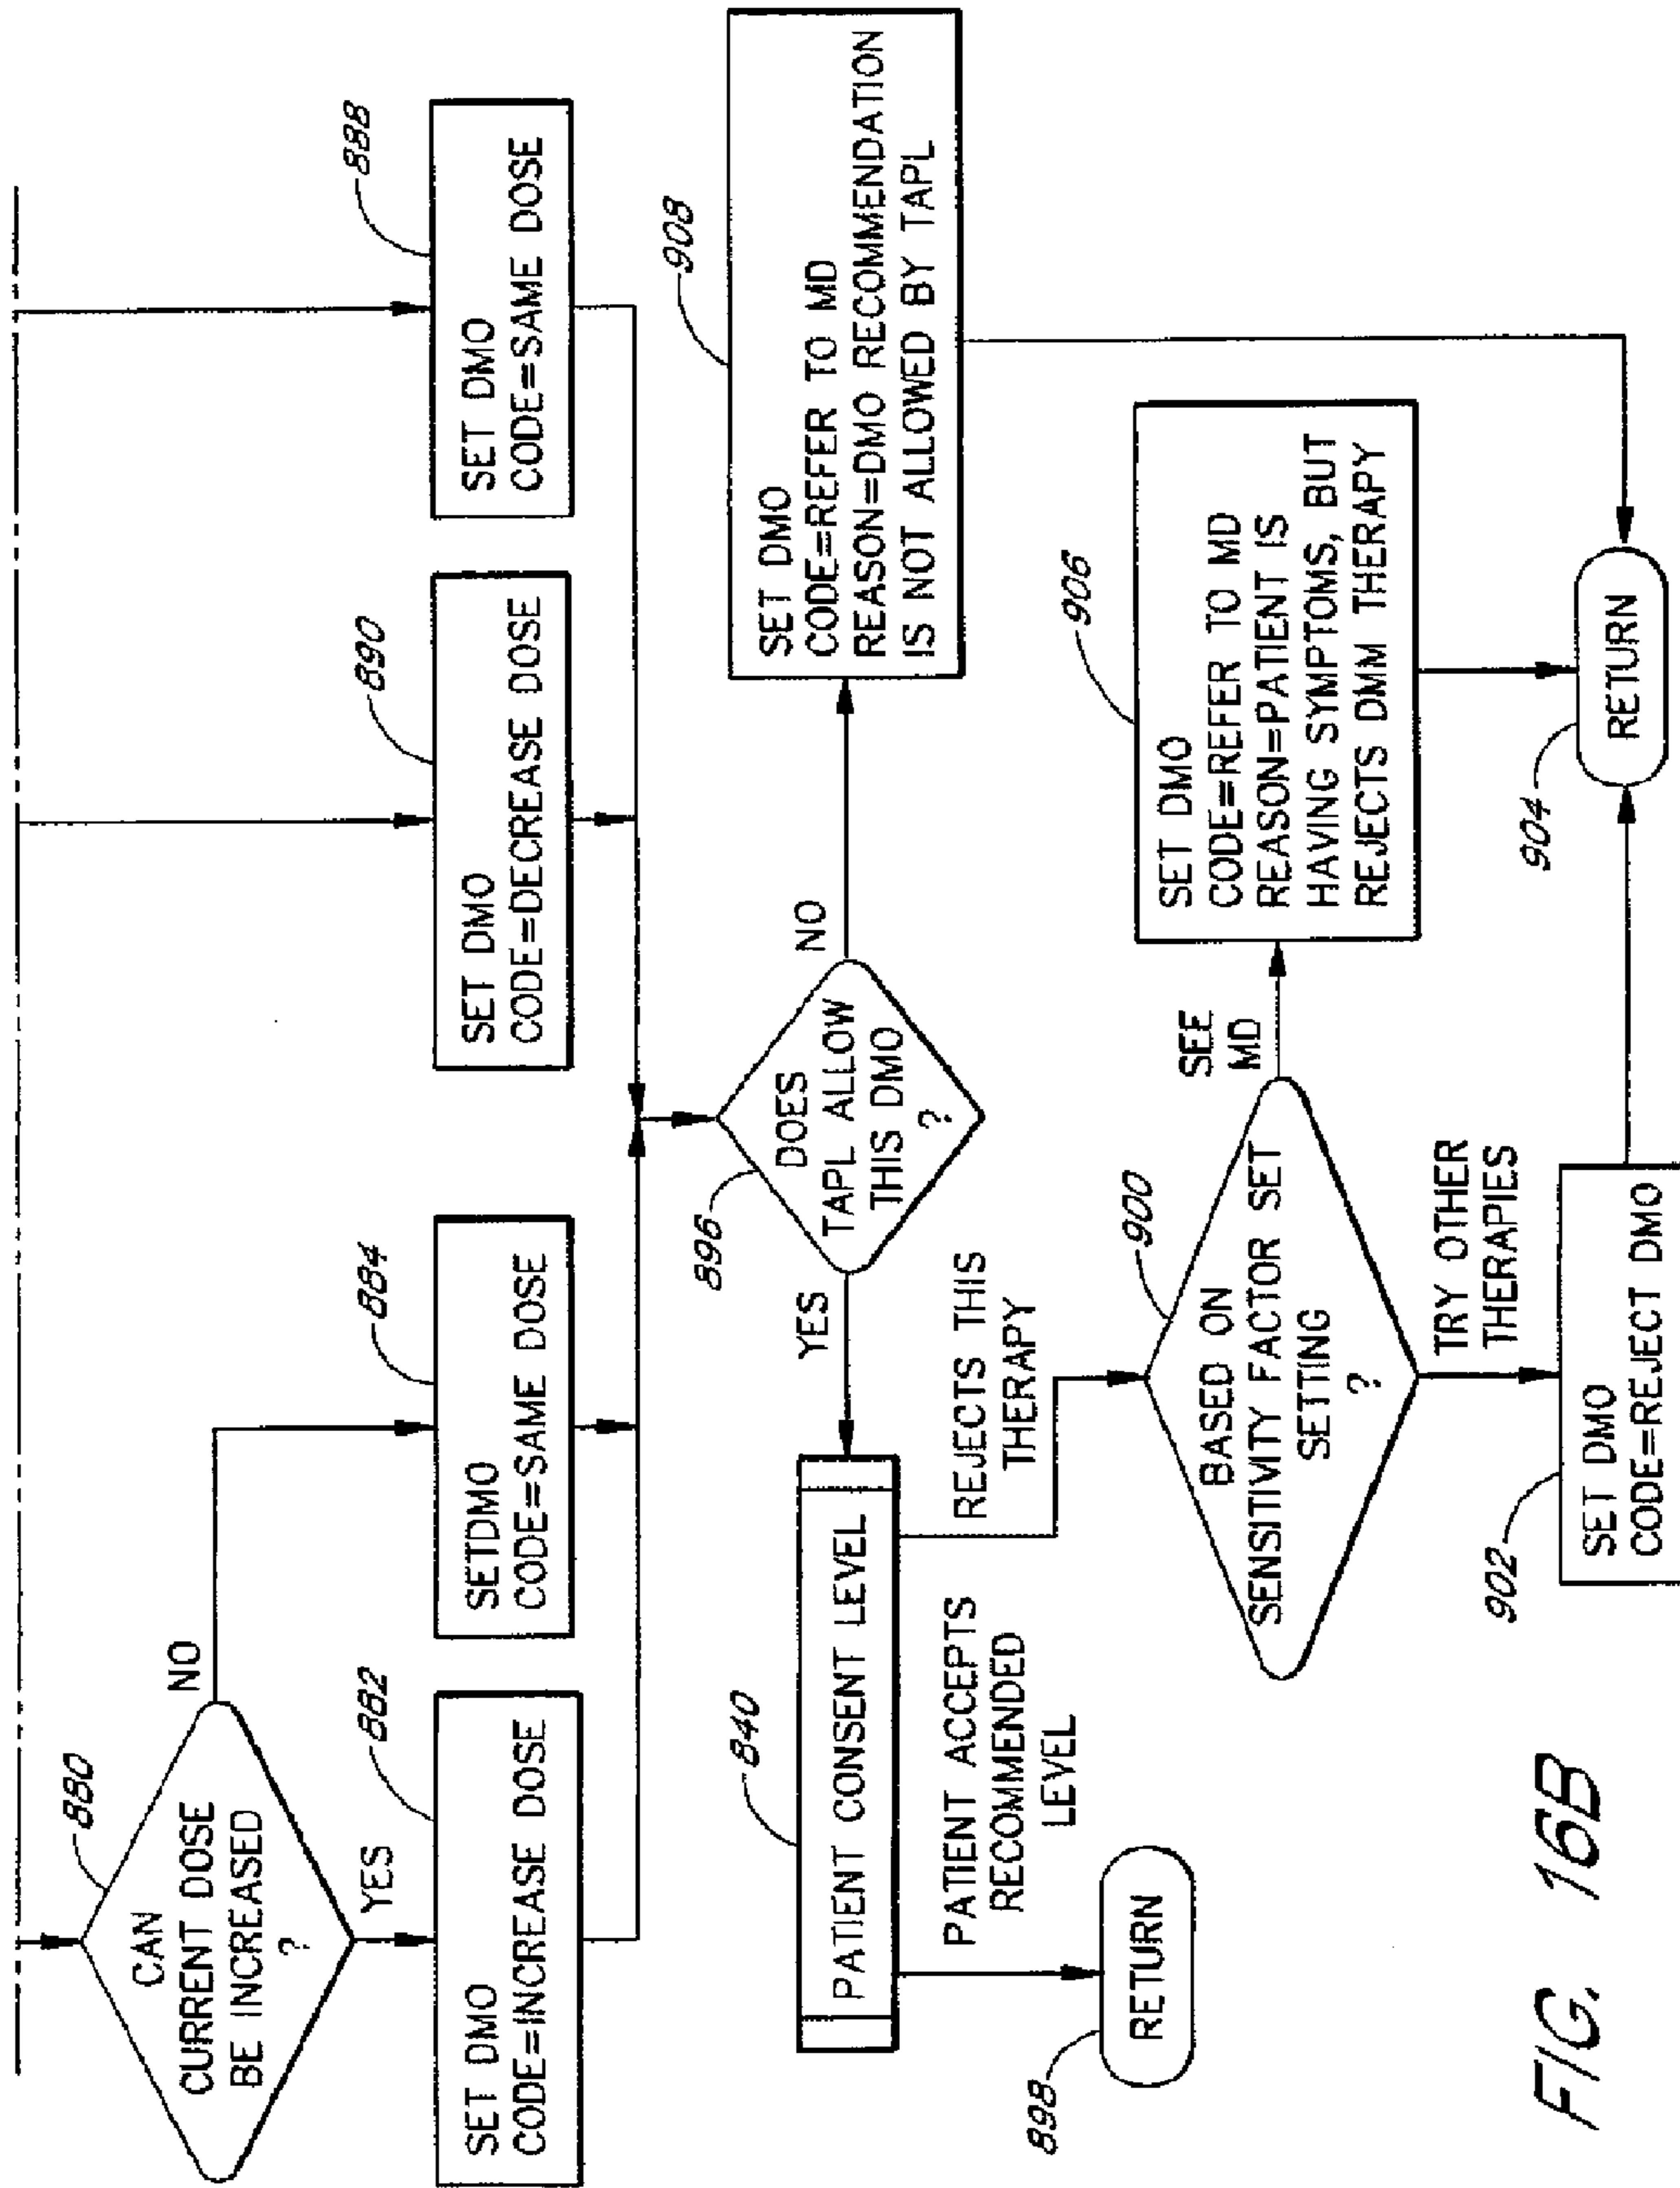 880
CAN
CURRENT DOSE
BE INCREASED
?
NO
YES
882
SET DMO
CODE=INCREASE DOSE
884
SETDMO
CODE=SAME DOSE
890
SET DMO
CODE=DECREASE DOSE
888
SET DMO
CODE=SAME DOSE
896
DOES
TAPL ALLOW
THIS DMO
?
YES
NO
908
SET DMO
CODE=REFER TO MD
REASON=DMO RECOMMENDATION
IS NOT ALLOWED BY TAPL
840
PATIENT CONSENT LEVEL
PATIENT ACCEPTS
RECOMMENDED
LEVEL
REJECTS THIS
THERAPY
898
RETURN
900
BASED ON
SENSITIVITY FACTOR SET
SETTING
?
SEE
MD
TRY OTHER
THERAPIES
906
SET DMO
CODE=REFER TO MD
REASON=PATIENT IS
HAVING SYMPTOMS, BUT
REJECTS DMM THERAPY
902
SET DMO
CODE=REJECT DMO
904
RETURN
FIG. 16B